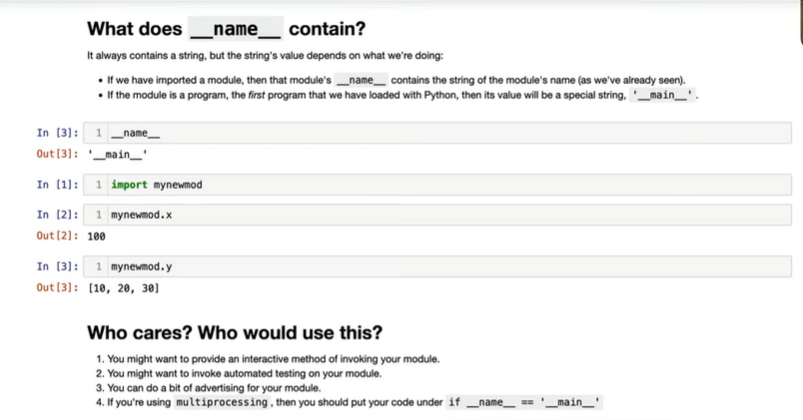 What does __name__ contain?
It always contains a string, but the string's value depends on what we're doing:
• If we have imported a module, then that module's __name__ contains the string of the module's name (as we've already seen).
• If the module is a program, the first program that we have loaded with Python, then its value will be a special string, '__main__'.
In [3]: 1 __name__
Out[3]: '__main__'
In [1]: 1 import mynewmod
In [2]: 1 mynewmod.x
Out[2]: 100
In [3]: 1 mynewmod.y
Out[3]: [10, 20, 30]
Who cares? Who would use this?
1. You might want to provide an interactive method of invoking your module.
2. You might want to invoke automated testing on your module.
3. You can do a bit of advertising for your module.
4. If you're using multiprocessing, then you should put your code under if __name__ == '__main__'